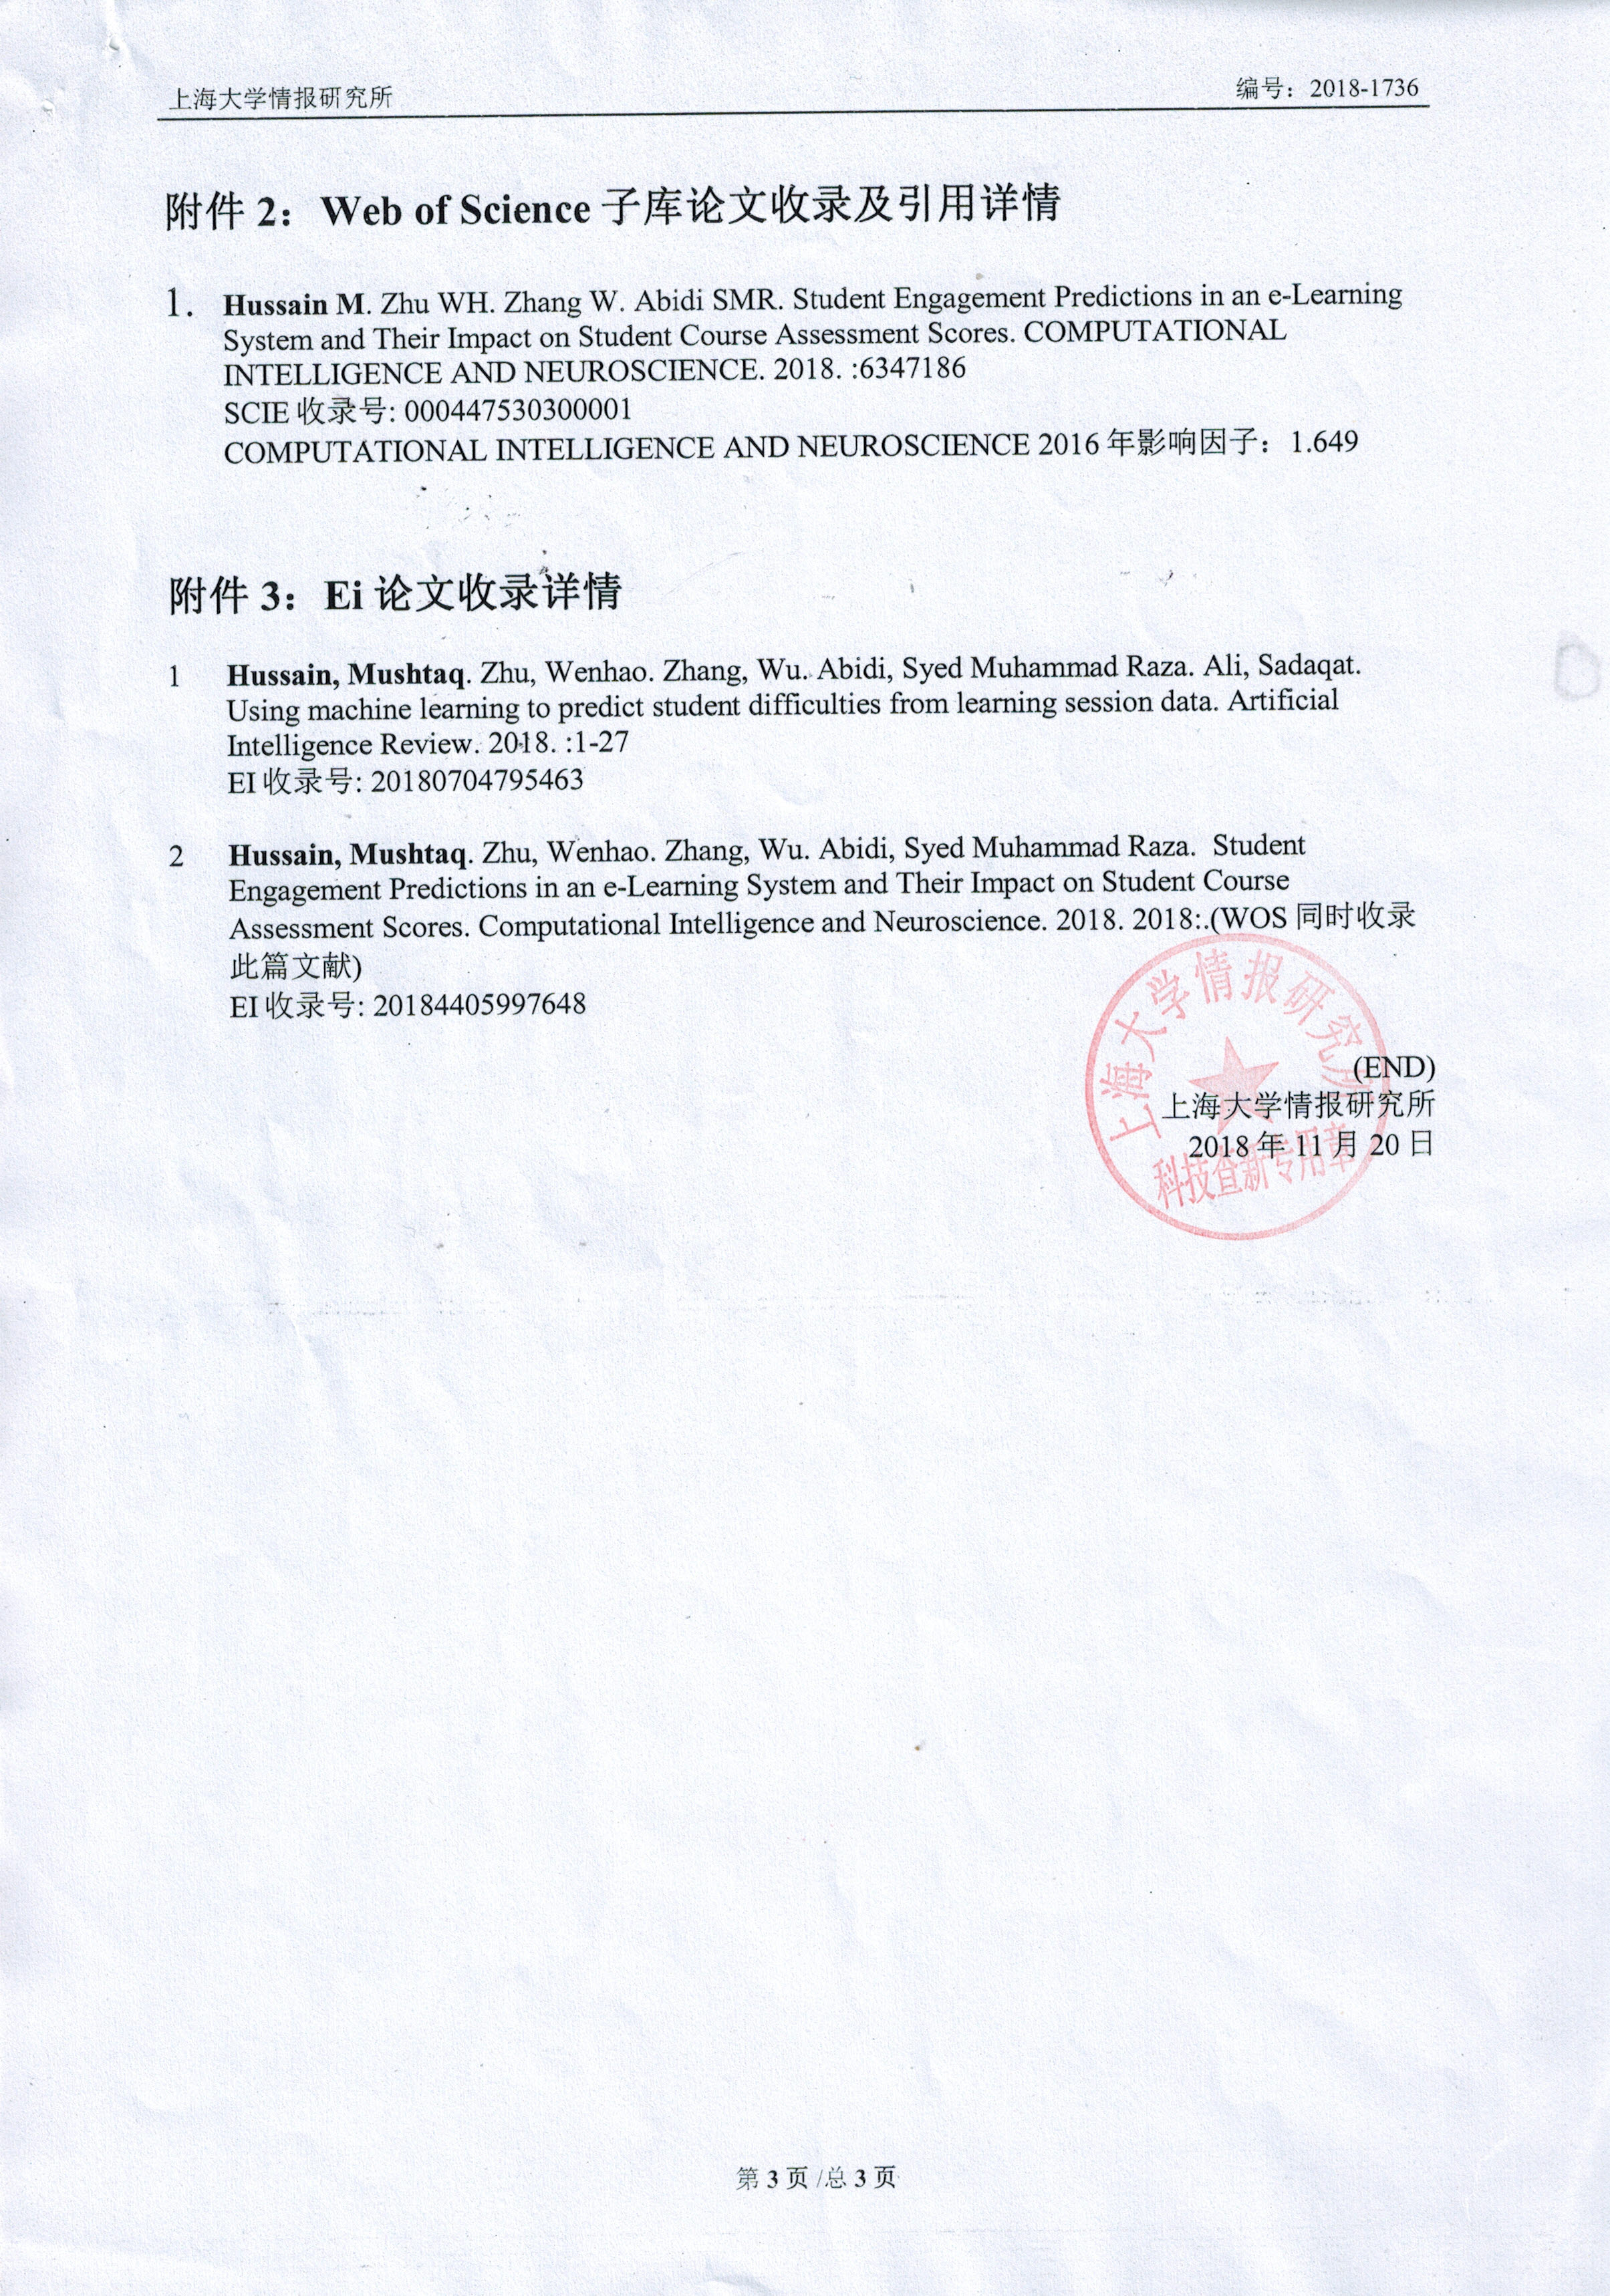 上海大学情报研究所
编号：2018-1736
附件 2：Web of Science 子库论文收录及引用详情
1. Hussain M. Zhu WH. Zhang W. Abidi SMR. Student Engagement Predictions in an e-Learning
System and Their Impact on Student Course Assessment Scores. COMPUTATIONAL
INTELLIGENCE AND NEUROSCIENCE. 2018. :6347186
SCIE 收录号: 000447530300001
COMPUTATIONAL INTELLIGENCE AND NEUROSCIENCE 2016 年影响因子：1.649
附件 3：Ei 论文收录详情
1 Hussain, Mushtaq. Zhu, Wenhao. Zhang, Wu. Abidi, Syed Muhammad Raza. Ali, Sadaqat.
Using machine learning to predict student difficulties from learning session data. Artificial
Intelligence Review. 2018. :1-27
EI 收录号: 20180704795463
2 Hussain, Mushtaq. Zhu, Wenhao. Zhang, Wu. Abidi, Syed Muhammad Raza. Student
Engagement Predictions in an e-Learning System and Their Impact on Student Course
Assessment Scores. Computational Intelligence and Neuroscience. 2018. 2018:.(WOS 同时收录
此篇文献)
EI 收录号: 20184405997648
(END)
上海大学情报研究所
2018 年 11 月 20 日
上海大学情报研究所
科技查新专用章
第 3 页 /总 3 页